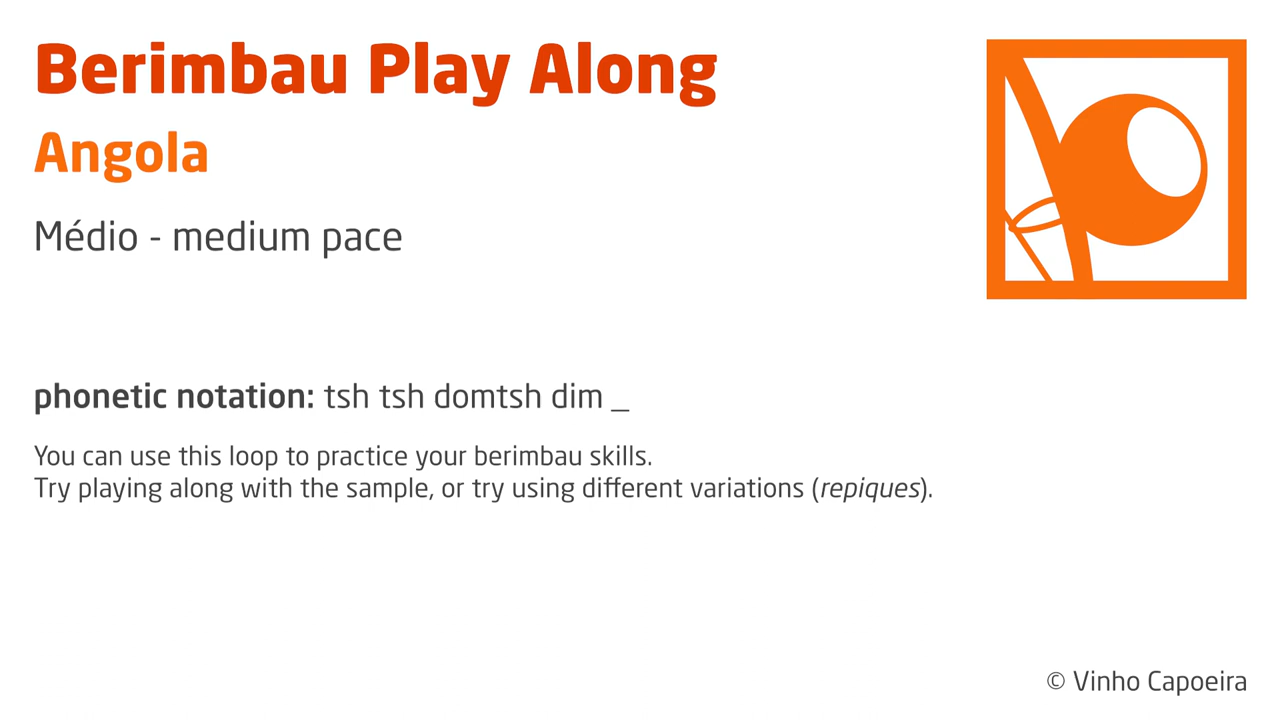 Berimbau Play Along
Angola
Médio - medium pace
phonetic notation: tsh tsh domtsh dim _
You can use this loop to practice your berimbau skills.
Try playing along with the sample, or try using different variations (repiques).
© Vinho Capoeira